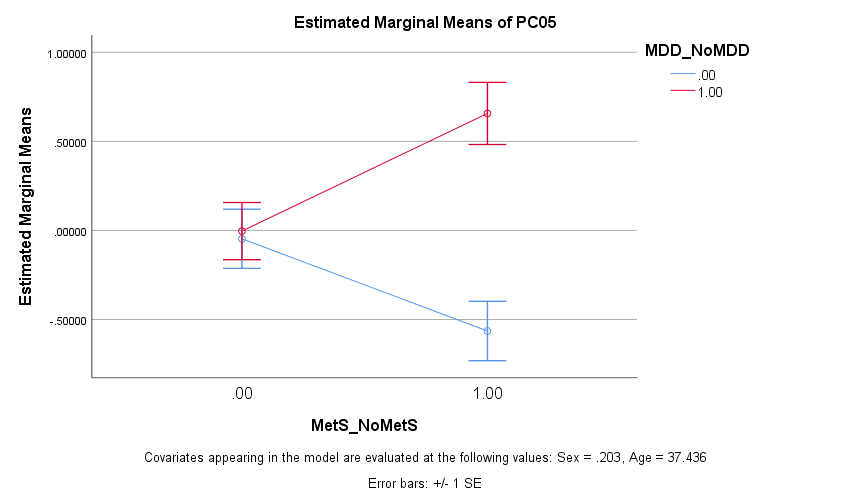 Estimated Marginal Means of PC05
MDD_NoMDD
.00
1.00
Estimated Marginal Means
1.00000
.50000
.00000
-.50000
.00
1.00
MetS_NoMetS
Covariates appearing in the model are evaluated at the following values: Sex = .203, Age = 37.436
Error bars: +/- 1 SE